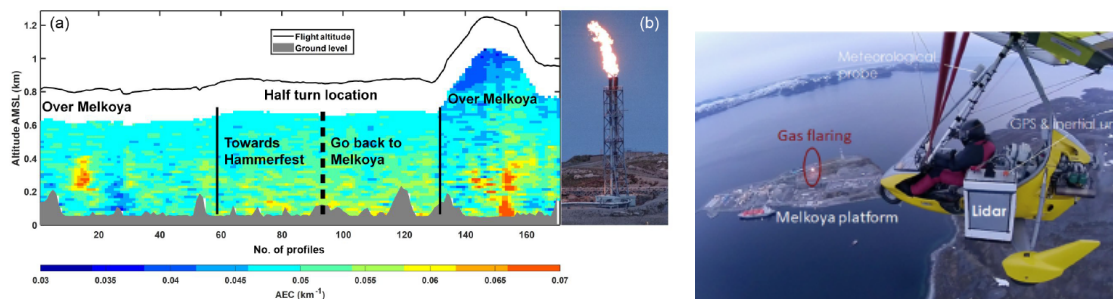 (a)
Flight altitude
Ground level
Half turn location
Over Melkoya
Over Melkoya
Towards
Hammerfest
Go back to
Melkoya
Altitude AMSL (km)
1.2
1
0.8
0.6
0.4
0.2
0
20
40
60
80
100
120
140
160
No. of profiles
0.03
0.035
0.04
0.045
0.05
0.055
0.06
0.065
0.07
AEC (km⁻¹)
(b)
Meteorological
probe
GPS & Inertial un
Gas flaring
Melkoya platform
Lidar